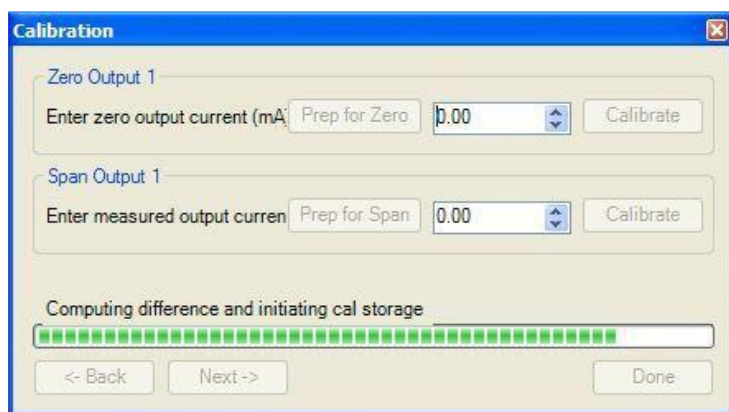 Calibration
Zero Output 1
Enter zero output current (mA) Prep for Zero 0.00 Calibrate
Span Output 1
Enter measured output curren Prep for Span 0.00 Calibrate
Computing difference and initiating cal storage
<- Back Next -> Done